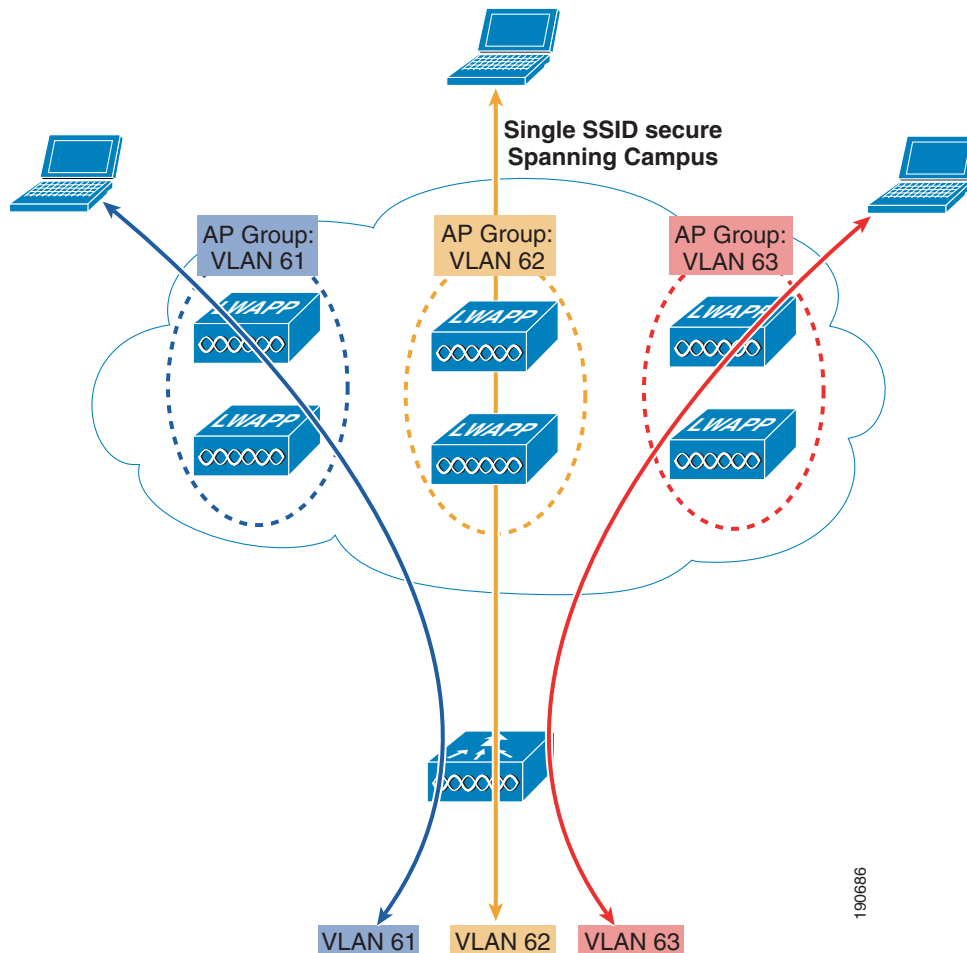 Single SSID secure
Spanning Campus
AP Group:
VLAN 61
AP Group:
VLAN 62
AP Group:
VLAN 63
LWAPP
LWAPP
LWAPP
LWAPP
LWAPP
LWAPP
VLAN 61
VLAN 62
VLAN 63
190686